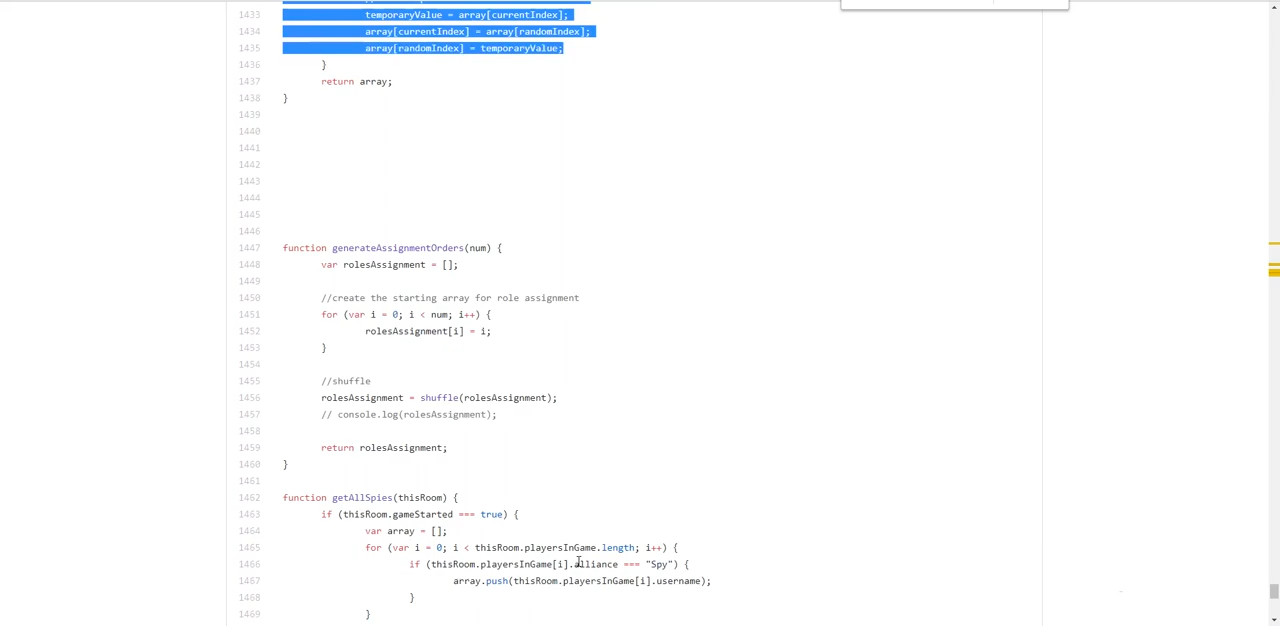 1433 temporaryValue = array[currentIndex];
1434 array[currentIndex] = array[randomIndex];
1435 array[randomIndex] = temporaryValue;
1436 }
1437 return array;
1438 }
1439
1440
1441
1442
1443
1444
1445
1446
1447 function generateAssignmentOrders(num) {
1448 var rolesAssignment = [];
1449
1450 //create the starting array for role assignment
1451 for (var i = 0; i < num; i++) {
1452 rolesAssignment[i] = i;
1453 }
1454
1455 //shuffle
1456 rolesAssignment = shuffle(rolesAssignment);
1457 // console.log(rolesAssignment);
1458
1459 return rolesAssignment;
1460 }
1461
1462 function getAllSpies(thisRoom) {
1463 if (thisRoom.gameStarted === true) {
1464 var array = [];
1465 for (var i = 0; i < thisRoom.playersInGame.length; i++) {
1466 if (thisRoom.playersInGame[i].alliance === "Spy") {
1467 array.push(thisRoom.playersInGame[i].username);
1468 }
1469 }